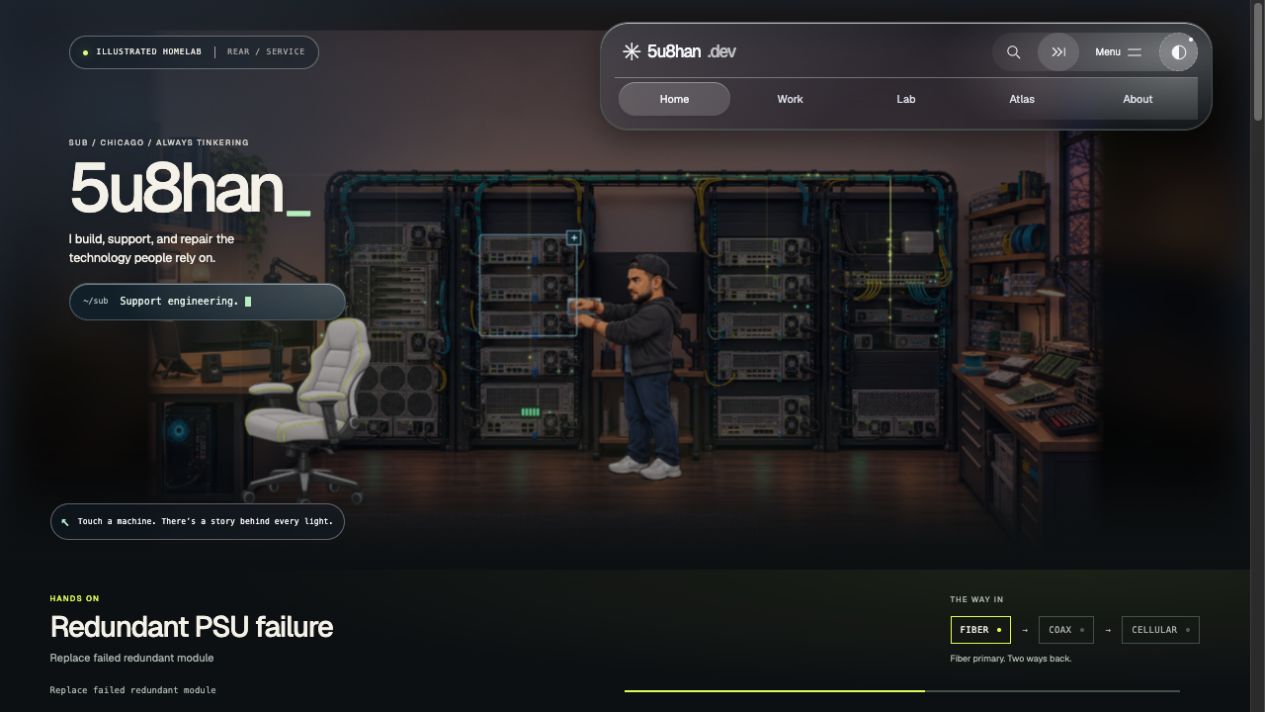 ILLUSTRATED HOMELAB | REAR / SERVICE
5u8han .dev
Menu
Home
Work
Lab
Atlas
About
SUB / CHICAGO / ALWAYS TINKERING
5u8han_
I build, support, and repair the
technology people rely on.
~/sub Support engineering.
Touch a machine. There's a story behind every light.
HANDS ON
Redundant PSU failure
Replace failed redundant module
Replace failed redundant module
THE WAY IN
FIBER → COAX → CELLULAR
Fiber primary. Two ways back.